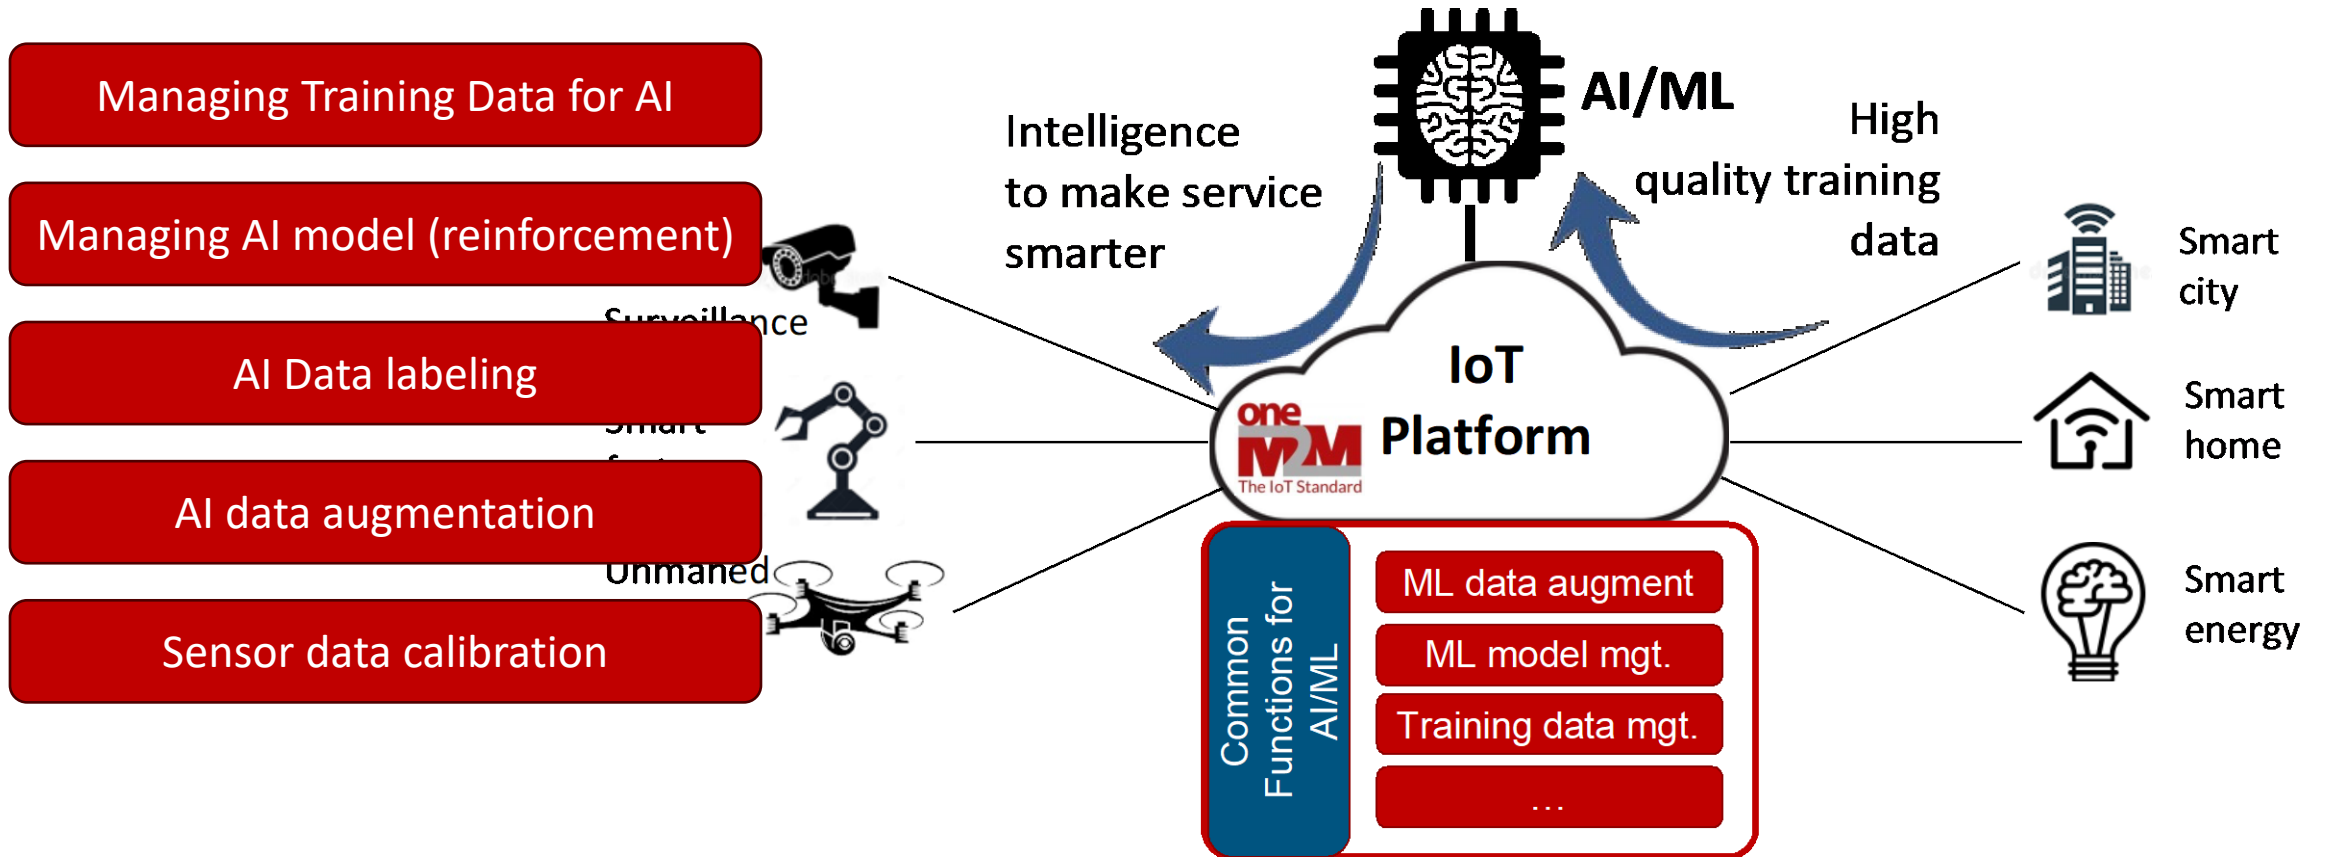 Managing Training Data for AI
Managing AI model (reinforcement)
AI Data labeling
AI data augmentation
Sensor data calibration
Surveillance
Smart
Unmaned
Intelligence
to make service
smarter
AI/ML
High
quality training
data
IoT
Platform
one
M2M
The IoT Standard
Common
Functions for
AI/ML
ML data augment
ML model mgt.
Training data mgt.
...
Smart
city
Smart
home
Smart
energy